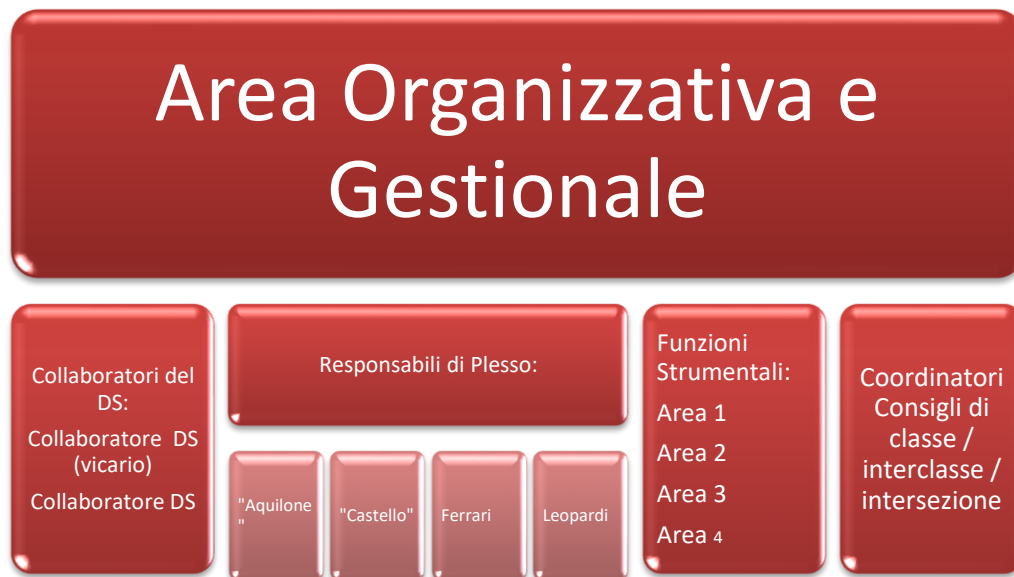 Area Organizzativa e
Gestionale
Collaboratori del
DS:
Collaboratore DS
(vicario)
Collaboratore DS
Responsabili di Plesso:
"Aquilone
"
"Castello"
Ferrari
Leopardi
Funzioni
Strumentali:
Area 1
Area 2
Area 3
Area 4
Coordinatori
Consigli di
classe /
interclasse /
intersezione